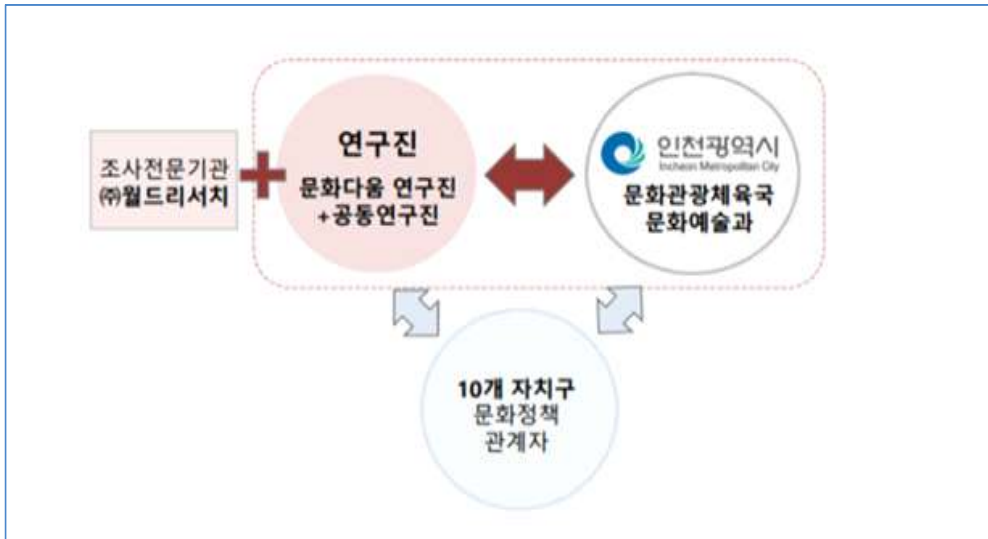 조사전문기관
㈜월드리서치
연구진
문화다움 연구진
+공동연구진
인천광역시
Incheon Metropolitan City
문화관광체육국
문화예술과
10개 자치구
문화정책
관계자